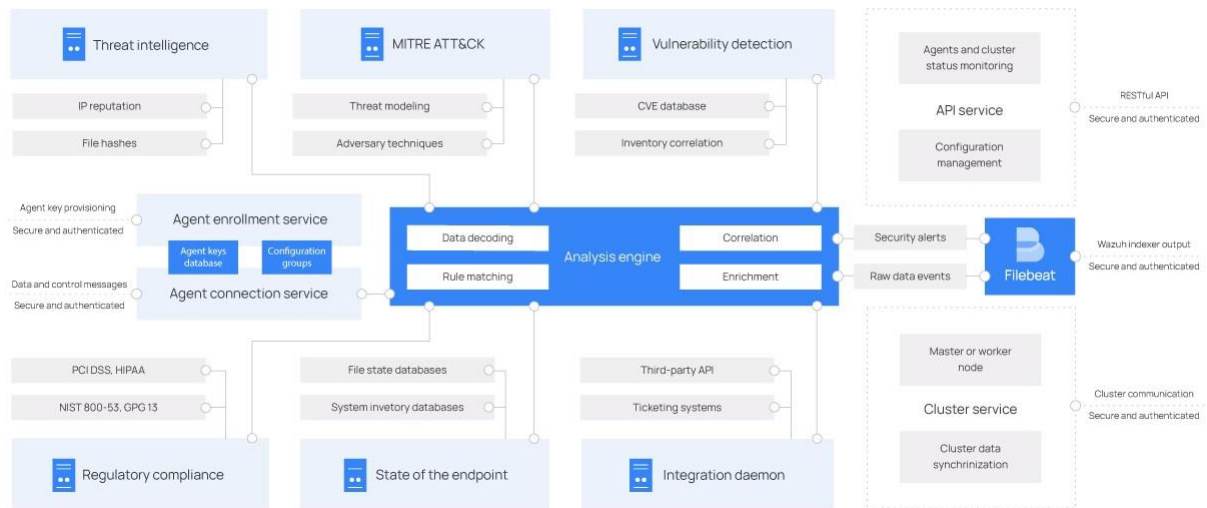 Threat intelligence
IP reputation
File hashes
MITRE ATT&CK
Threat modeling
Adversary techniques
Vulnerability detection
CVE database
Inventory correlation
Agents and cluster
status monitoring
API service
Configuration
management
RESTful API
Secure and authenticated
Agent key provisioning
Secure and authenticated
Agent enrollment service
Agent keys
database
Configuration
groups
Data and control messages
Secure and authenticated
Agent connection service
Data decoding
Rule matching
Analysis engine
Correlation
Enrichment
Security alerts
Raw data events
Filebeat
Wazuh indexer output
Secure and authenticated
PCI DSS, HIPAA
NIST 800-53, GPG 13
Regulatory compliance
File state databases
System invetory databases
State of the endpoint
Third-party API
Ticketing systems
Integration daemon
Master or worker
node
Cluster service
Cluster data
synchrinization
Cluster communication
Secure and authenticated